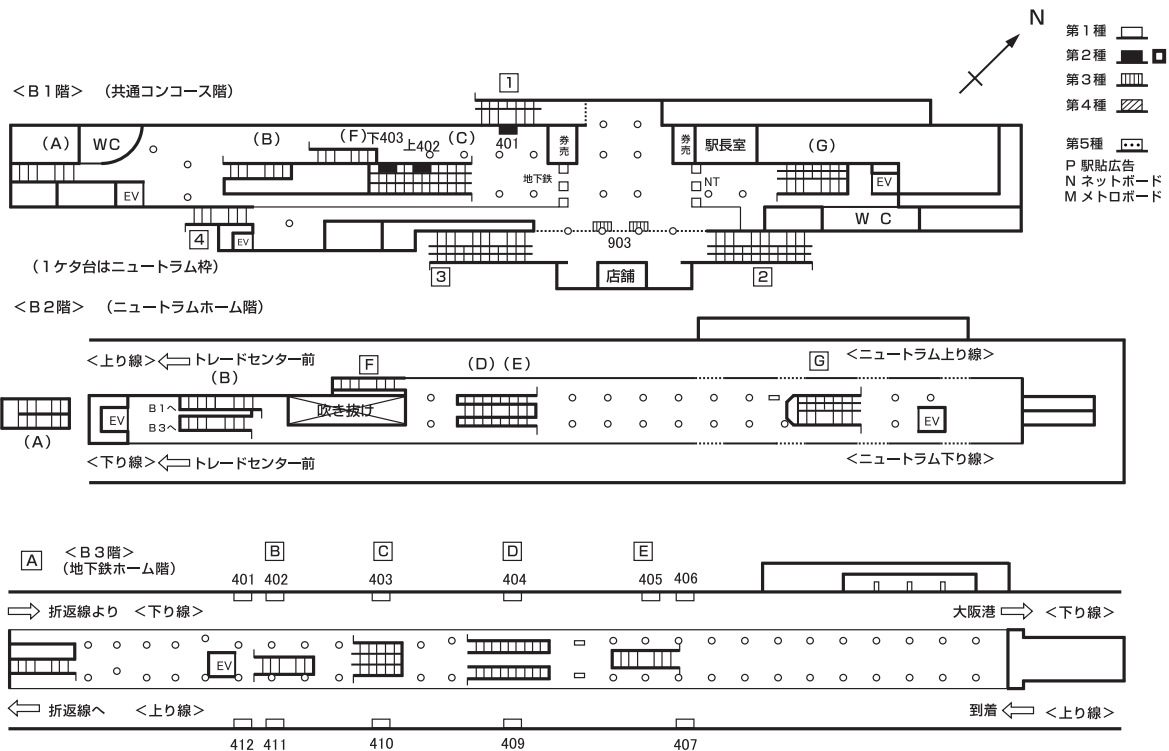 N
第1種
第2種
第3種
第4種
第5種
P 駅貼広告
N ネットボード
M メトロボード
<B1階> (共通コンコース階)
1
(A) WC (B) (F) 下403 上402 (C) 401 券売 券売 駅長室 (G)
地下鉄 NT
EV EV
WC
4 EV
903
(1ケタ台はニュートラム枠)
3 店舗 2
<B2階> (ニュートラムホーム階)
<上り線> トレードセンター前 F (D) (E) G <ニュートラム上り線>
(B)
B1へ 吹き抜け
EV EV
B3へ
(A)
<下り線> トレードセンター前 <ニュートラム下り線>
A <B3階> B C D E
(地下鉄ホーム階)
401 402 403 404 405 406
折返線より <下り線> 大阪港 <下り線>
EV
折返線へ <上り線> 到着 <上り線>
412 411 410 409 407